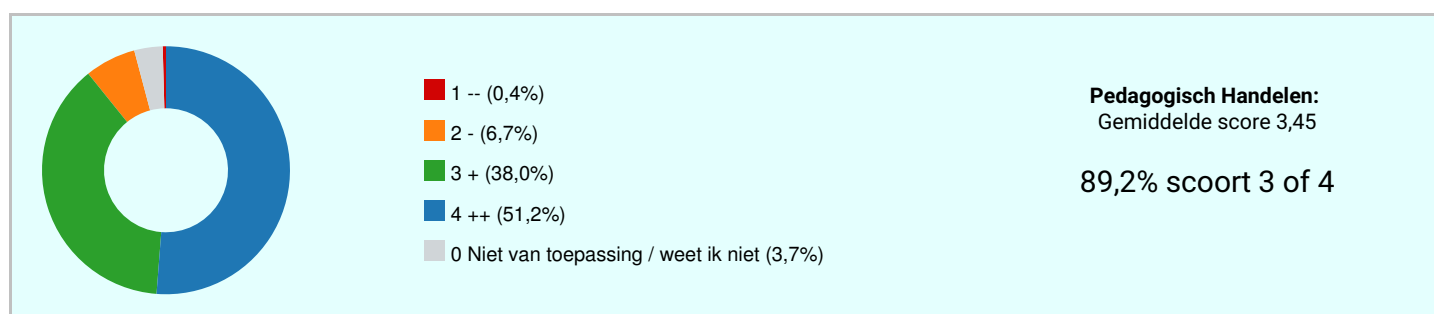 1 -- (0,4%)
2 - (6,7%)
3 + (38,0%)
4 ++ (51,2%)
0 Niet van toepassing / weet ik niet (3,7%)
Pedagogisch Handelen:
Gemiddelde score 3,45
89,2% scoort 3 of 4